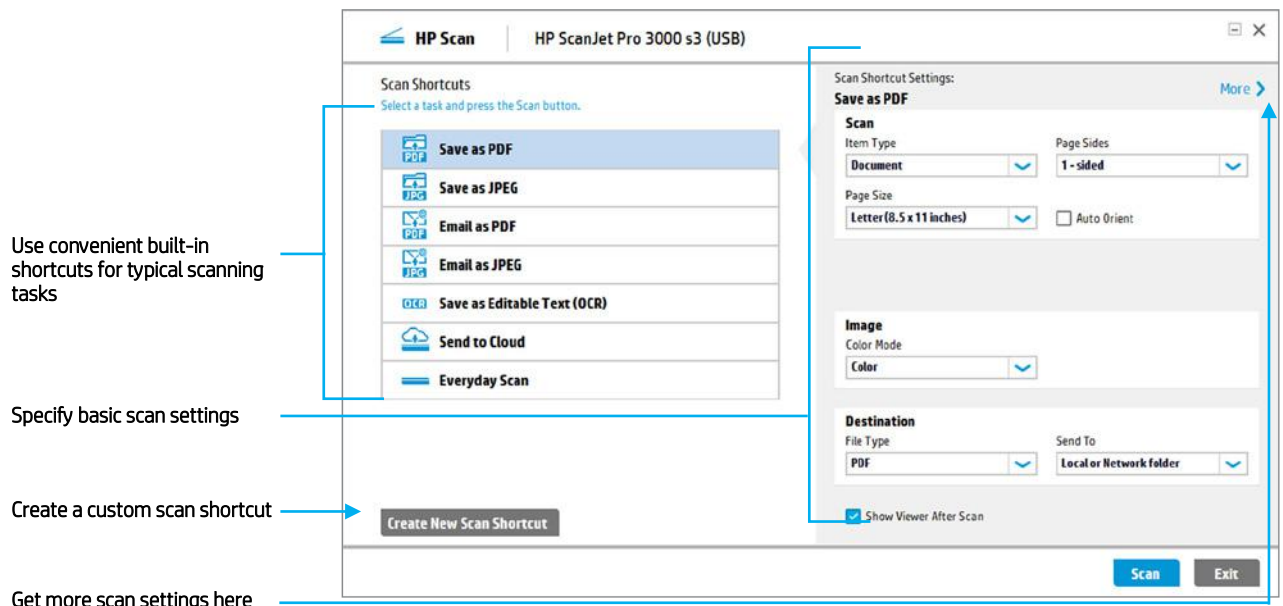 HP Scan
HP ScanJet Pro 3000 s3 (USB)
Scan Shortcuts
Select a task and press the Scan button.
PDF Save as PDF
JPG Save as JPEG
PDF Email as PDF
JPG Email as JPEG
OCR Save as Editable Text (OCR)
Send to Cloud
Everyday Scan
Create New Scan Shortcut
Scan Shortcut Settings:
Save as PDF
More
Scan
Item Type
Page Sides
Document
1 - sided
Page Size
Letter (8.5 x 11 inches)
Auto Orient
Image
Color Mode
Color
Destination
File Type
Send To
PDF
Local or Network folder
Show Viewer After Scan
Scan
Exit
Use convenient built-in
shortcuts for typical scanning
tasks
Specify basic scan settings
Create a custom scan shortcut
Get more scan settings here